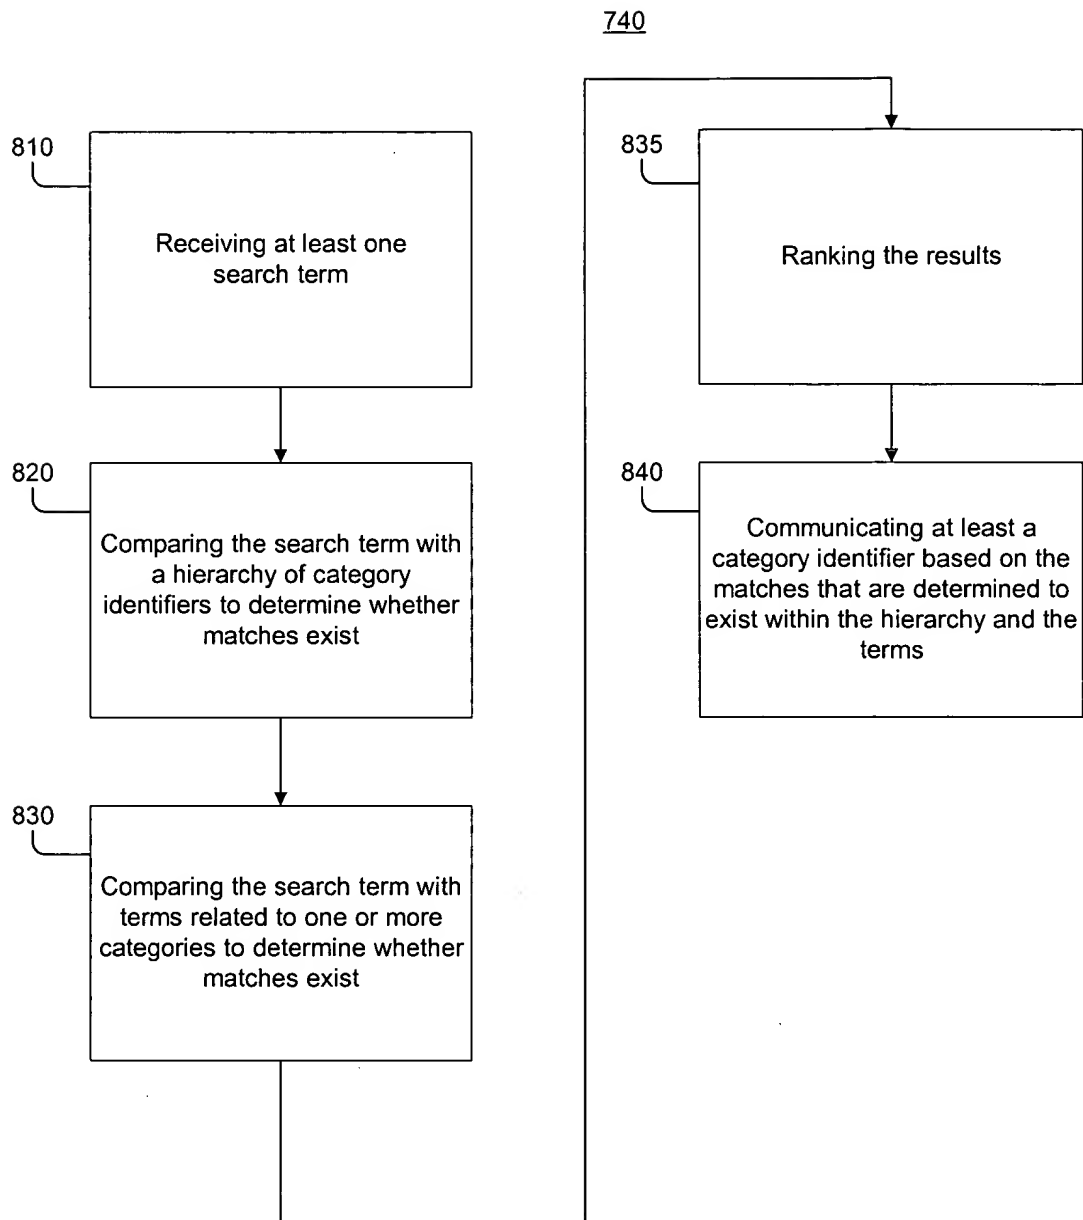 740
810
Receiving at least one
search term
820
Comparing the search term with
a hierarchy of category
identifiers to determine whether
matches exist
830
Comparing the search term with
terms related to one or more
categories to determine whether
matches exist
835
Ranking the results
840
Communicating at least a
category identifier based on the
matches that are determined to
exist within the hierarchy and the
terms